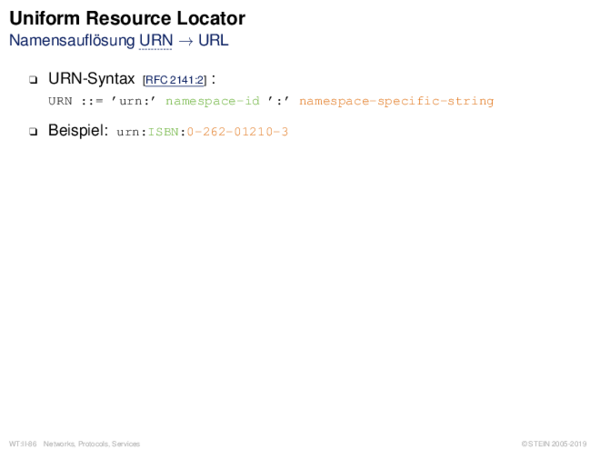 Uniform Resource Locator
Namensauflösung URN → URL
❑ URN-Syntax [RFC 2141:2] :
URN ::= ’urn:’ namespace-id ’:’ namespace-specific-string
❑ Beispiel: urn:ISBN:0-262-01210-3
WT:II-86 Networks, Protocols, Services
© STEIN 2005-2019